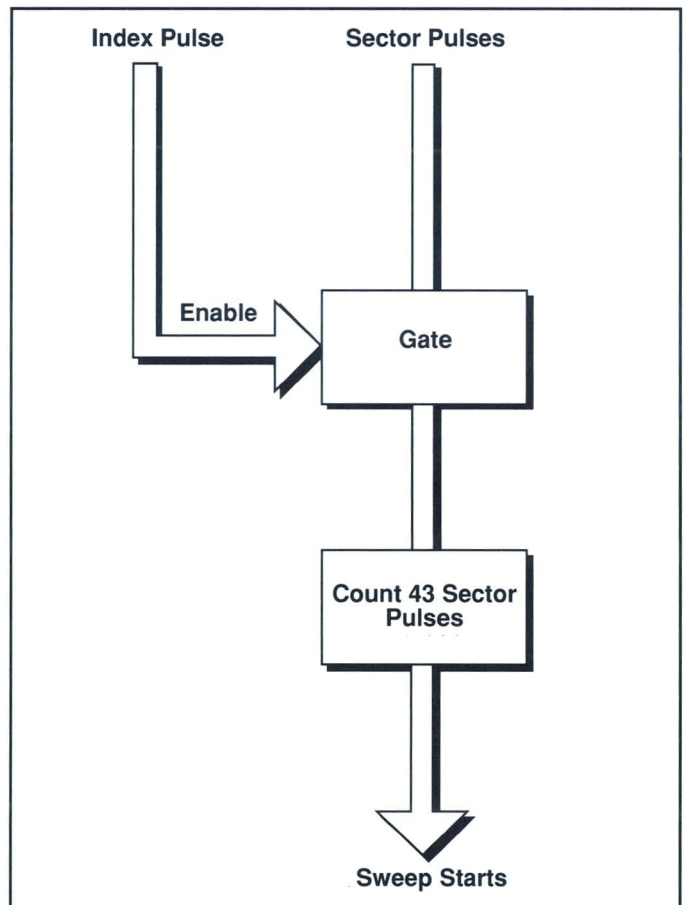 Index Pulse
Sector Pulses
Enable
Gate
Count 43 Sector
Pulses
Sweep Starts